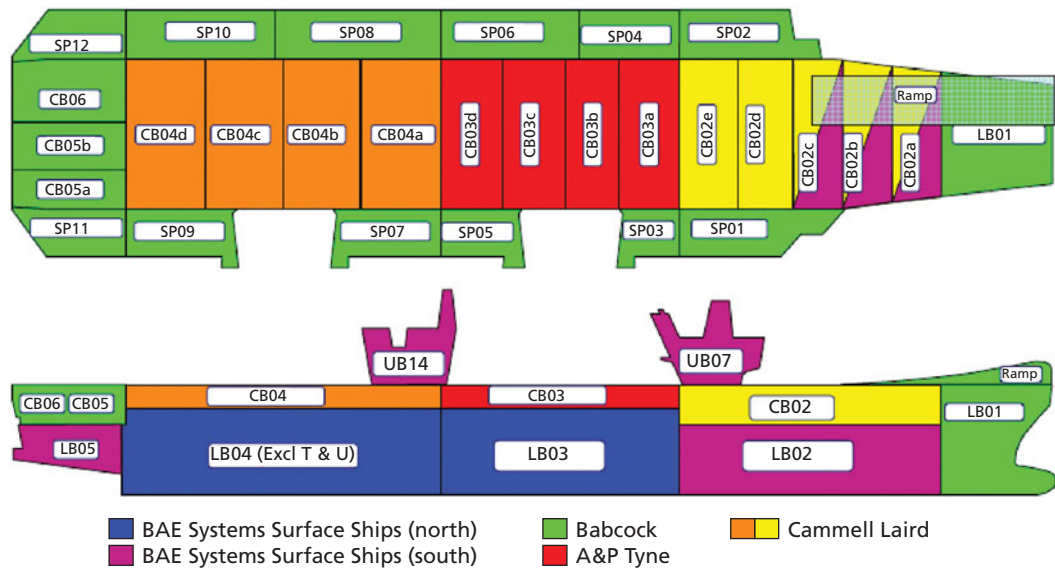 SP12
SP10
SP08
SP06
SP04
SP02
CB06
CB05b
CB05a
CB04d
CB04c
CB04b
CB04a
CB03d
CB03c
CB03b
CB03a
CB02e
CB02d
CB02c
CB02b
CB02a
Ramp
LB01
SP11
SP09
SP07
SP05
SP03
SP01
UB14
UB07
Ramp
CB06
CB05
CB04
CB03
CB02
LB01
LB05
LB04 (Excl T & U)
LB03
LB02
BAE Systems Surface Ships (north)
BAE Systems Surface Ships (south)
Babcock
A&P Tyne
Cammell Laird